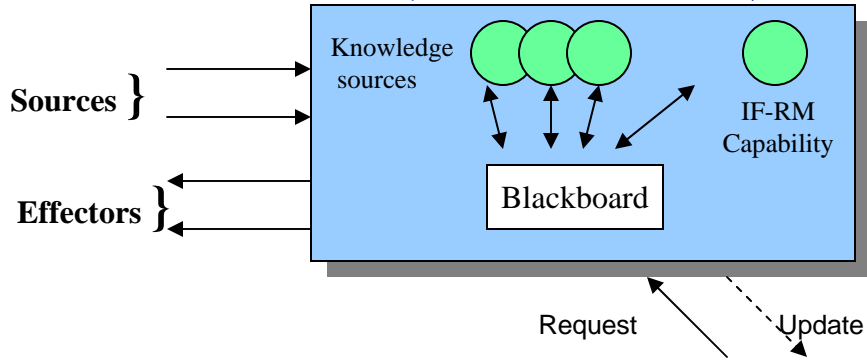 Knowledge
sources
Sources }
IF-RM
Capability
Blackboard
Effectors }
Request
Update